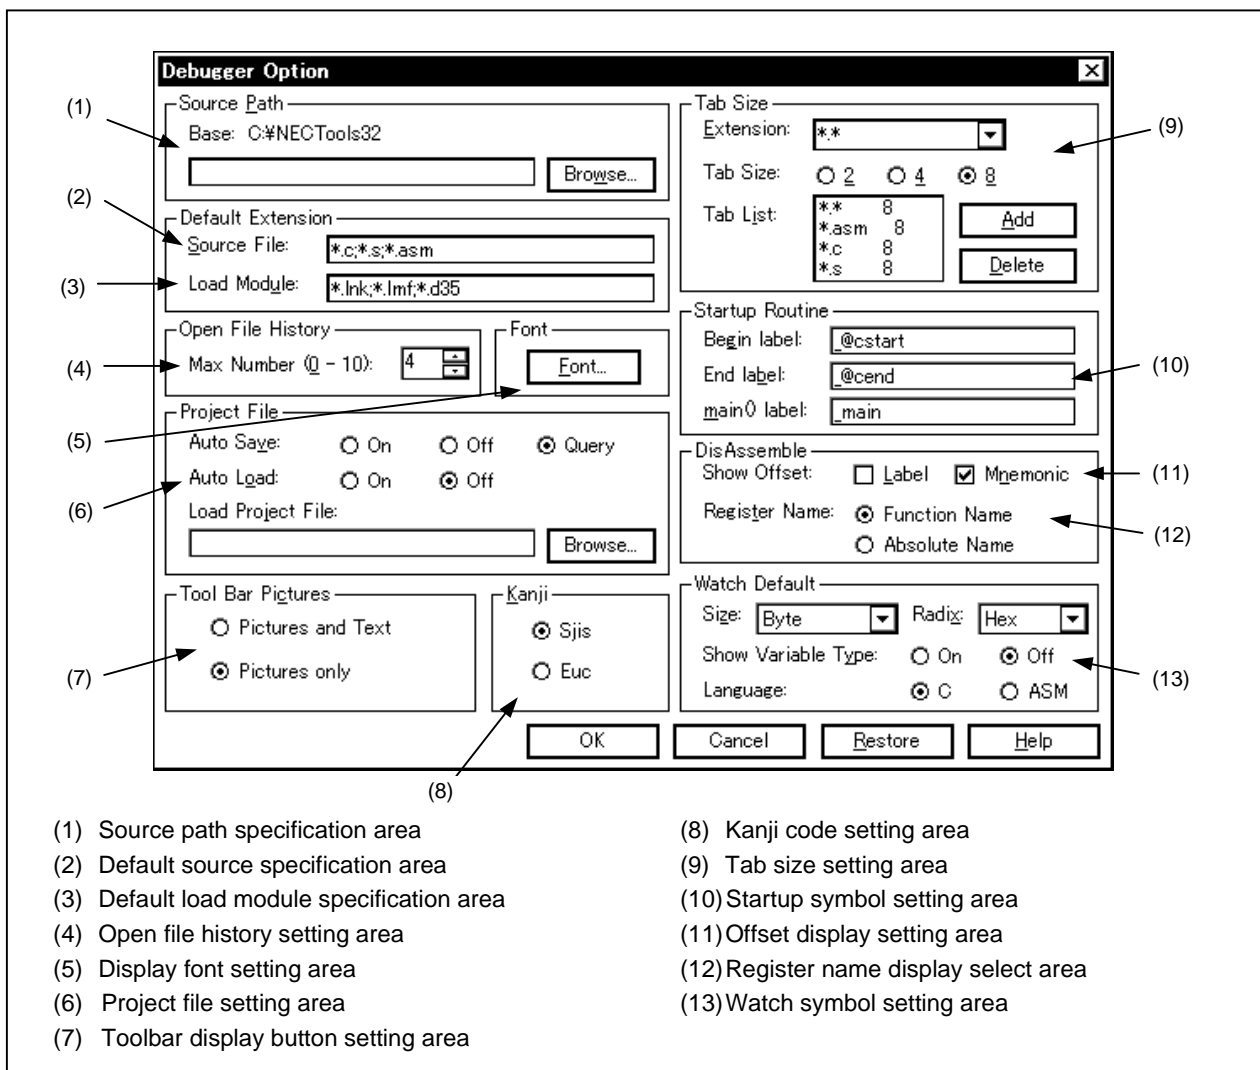 Debugger Option
(1)
Source Path
Base: C:¥NECTools32
Browse...
(2)
Default Extension
Source File: *.c;*.s;*.asm
(3)
Load Module: *.lnk;*.lmf;*.d35
Open File History
(4)
Max Number (0 - 10): 4
Font
Font...
(5)
Project File
Auto Save: On Off Query
Auto Load: On Off
(6)
Load Project File:
Browse...
Tool Bar Pictures
Pictures and Text
(7)
Pictures only
Kanji
Sjis
Euc
(8)
Tab Size
Extension: *.*
(9)
Tab Size: 2 4 8
Tab List:
*.* 8
*.asm 8
*.c 8
*.s 8
Add
Delete
Startup Routine
Begin label: _@cstart
End label: _@cend
(10)
main() label: _main
DisAssemble
Show Offset: Label Mnemonic
(11)
Register Name: Function Name
(12)
Absolute Name
Watch Default
Size: Byte Radix: Hex
Show Variable Type: On Off
(13)
Language: C ASM
OK Cancel Restore Help
(1) Source path specification area
(2) Default source specification area
(3) Default load module specification area
(4) Open file history setting area
(5) Display font setting area
(6) Project file setting area
(7) Toolbar display button setting area
(8) Kanji code setting area
(9) Tab size setting area
(10) Startup symbol setting area
(11) Offset display setting area
(12) Register name display select area
(13) Watch symbol setting area